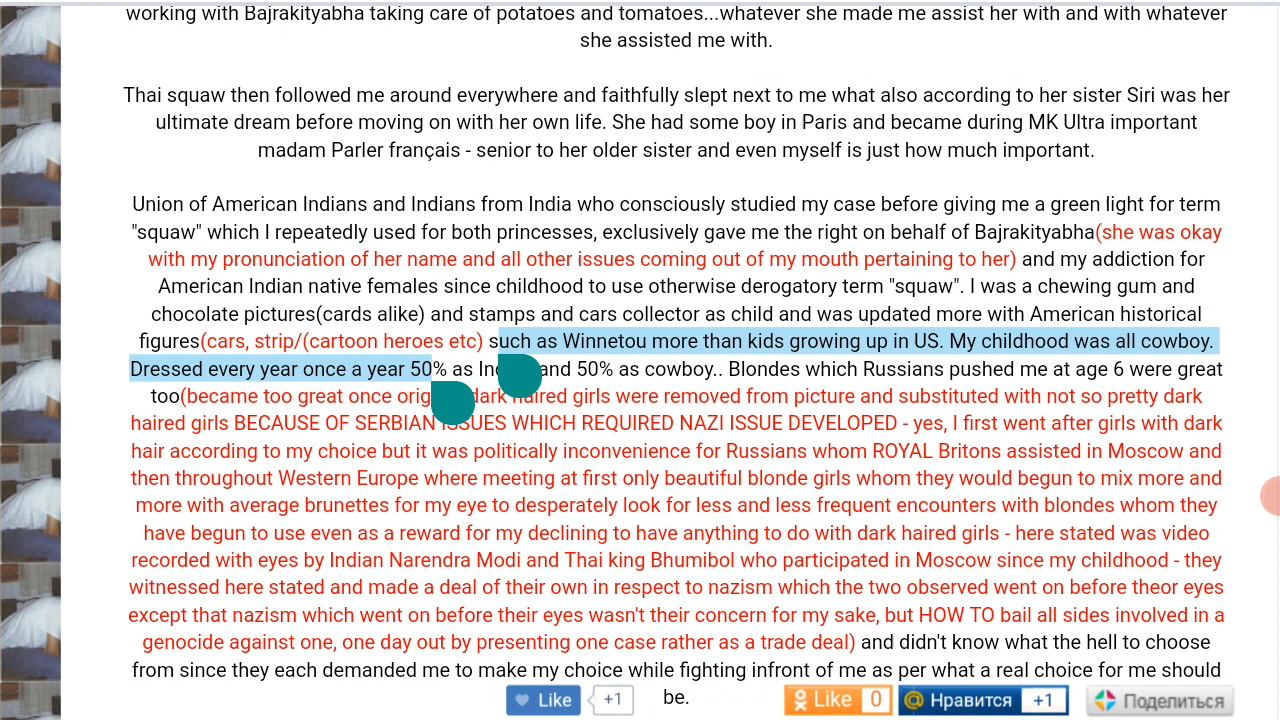 working with Bajrakityabha taking care of potatoes and tomatoes...whatever she made me assist her with and with whatever
she assisted me with.
Thai squaw then followed me around everywhere and faithfully slept next to me what also according to her sister Siri was her
ultimate dream before moving on with her own life. She had some boy in Paris and became during MK Ultra important
madam Parler français - senior to her older sister and even myself is just how much important.
Union of American Indians and Indians from India who consciously studied my case before giving me a green light for term
"squaw" which I repeatedly used for both princesses, exclusively gave me the right on behalf of Bajrakityabha(she was okay
with my pronunciation of her name and all other issues coming out of my mouth pertaining to her) and my addiction for
American Indian native females since childhood to use otherwise derogatory term "squaw". I was a chewing gum and
chocolate pictures(cards alike) and stamps and cars collector as child and was updated more with American historical
figures(cars, strip/(cartoon heroes etc) such as Winnetou more than kids growing up in US. My childhood was all cowboy.
Dressed every year once a year 50% as and 50% as cowboy.. Blondes which Russians pushed me at age 6 were great
too(became too great once dark haired girls were removed from picture and substituted with not so pretty dark
haired girls BECAUSE OF SERBIAN ISSUES WHICH REQUIRED NAZI ISSUE DEVELOPED - yes, I first went after girls with dark
hair according to my choice but it was politically inconvenience for Russians whom ROYAL Britons assisted in Moscow and
then throughout Western Europe where meeting at first only beautiful blonde girls whom they would begun to mix more and
more with average brunettes for my eye to desperately look for less and less frequent encounters with blondes whom they
have begun to use even as a reward for my declining to have anything to do with dark haired girls - here stated was video
recorded with eyes by Indian Narendra Modi and Thai king Bhumibol who participated in Moscow since my childhood - they
witnessed here stated and made a deal of their own in respect to nazism which the two observed went on before theor eyes
except that nazism which went on before their eyes wasn't their concern for my sake, but HOW TO bail all sides involved in a
genocide against one, one day out by presenting one case rather as a trade deal) and didn't know what the hell to choose
from since they each demanded me to make my choice while fighting infront of me as per what a real choice for me should
be.
Like +1 Like 0 Нравится +1 Поделиться